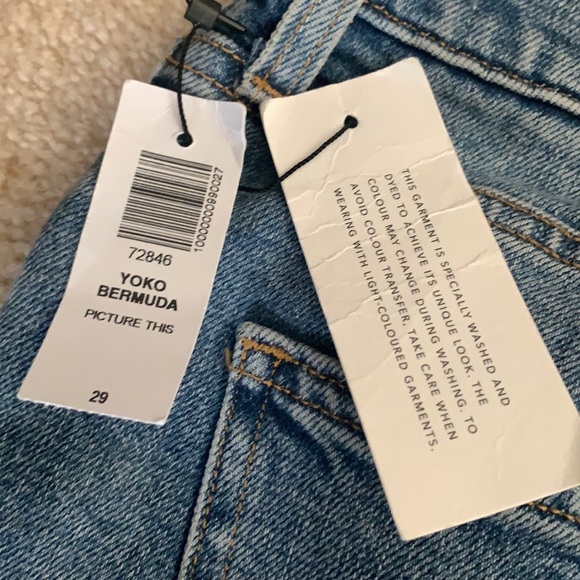 1000000990027
72846
YOKO
BERMUDA
PICTURE THIS
29
THIS GARMENT IS SPECIALLY WASHED AND
DYED TO ACHIEVE ITS UNIQUE LOOK. THE
COLOUR MAY CHANGE DURING WASHING. TO
AVOID COLOUR TRANSFER, TAKE CARE WHEN
WEARING WITH LIGHT-COLOURED GARMENTS.